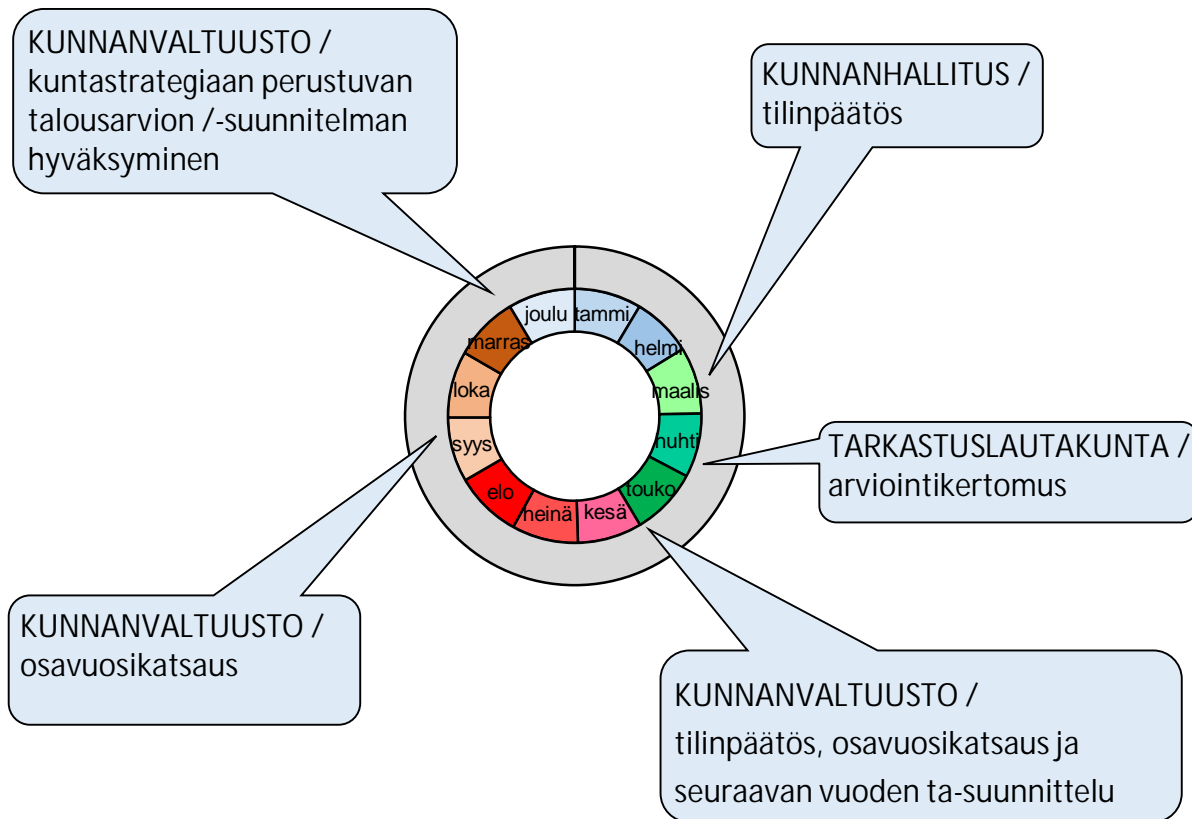 KUNNANVALTUUSTO /
kuntastrategiaan perustuvan
talousarvion /-suunnitelman
hyväksyminen
KUNNANHALLITUS /
tilinpäätös
joulu
tammi
helmi
maalis
huhti
touko
kesä
heinä
elo
syys
loka
marras
TARKASTUSLAUTAKUNTA /
arviointikertomus
KUNNANVALTUUSTO /
osavuosikatsaus
KUNNANVALTUUSTO /
tilinpäätös, osavuosikatsaus ja
seuraavan vuoden ta-suunnittelu